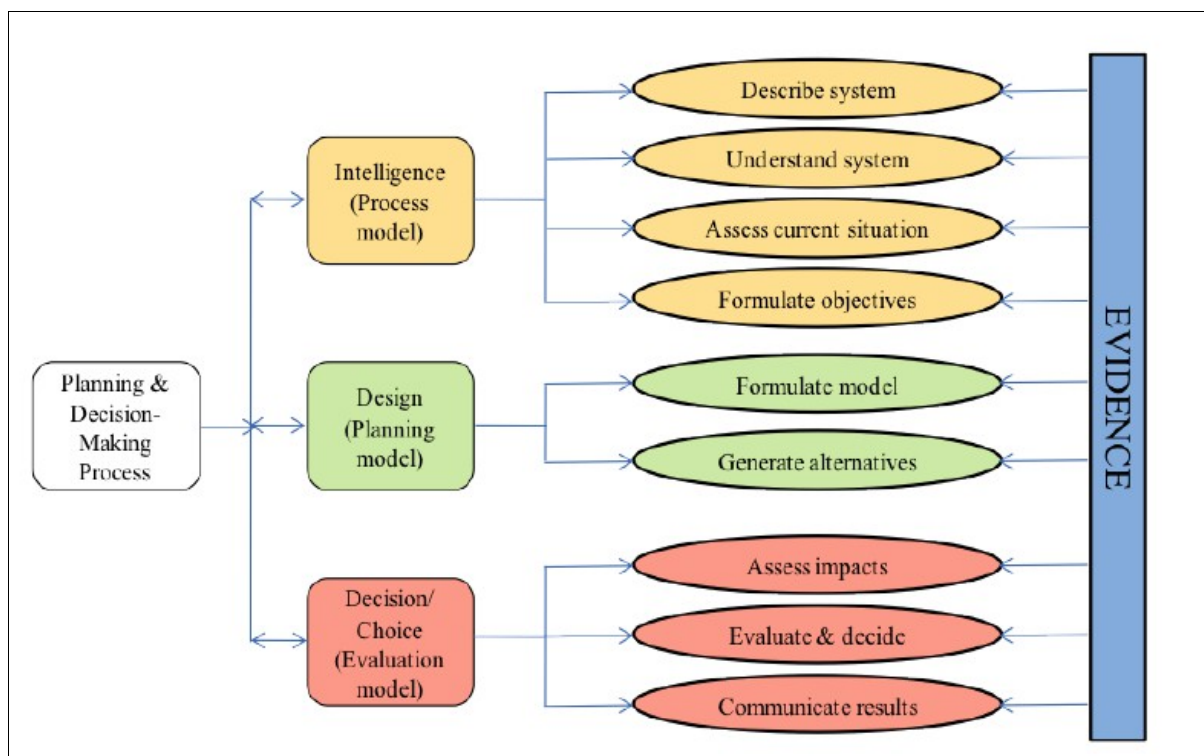 Describe system
Understand system
Intelligence
(Process
model)
Assess current situation
Formulate objectives
Planning &
Decision-
Making
Process
Design
(Planning
model)
Formulate model
Generate alternatives
Decision/
Choice
(Evaluation
model)
Assess impacts
Evaluate & decide
Communicate results
EVIDENCE